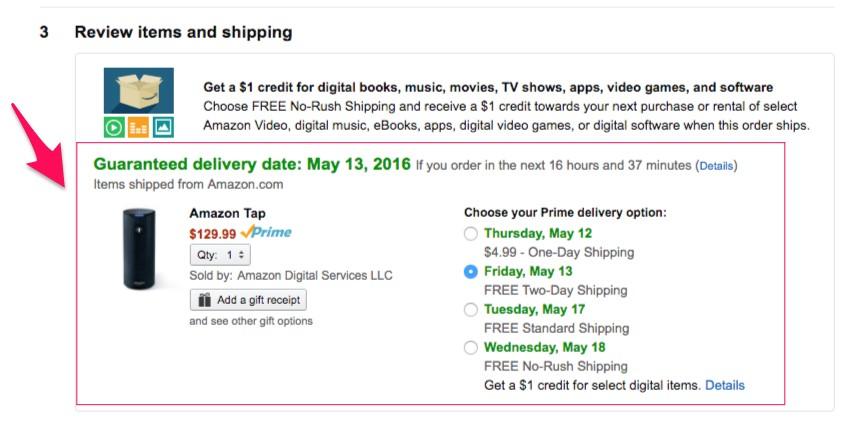 3 Review items and shipping
Get a $1 credit for digital books, music, movies, TV shows, apps, video games, and software
Choose FREE No-Rush Shipping and receive a $1 credit towards your next purchase or rental of select
Amazon Video, digital music, eBooks, apps, digital video games, or digital software when this order ships.
Guaranteed delivery date: May 13, 2016 If you order in the next 16 hours and 37 minutes (Details)
Items shipped from Amazon.com
Amazon Tap
$129.99 Prime
Qty: 1
Sold by: Amazon Digital Services LLC
Add a gift receipt
and see other gift options
Choose your Prime delivery option:
Thursday, May 12
$4.99 - One-Day Shipping
Friday, May 13
FREE Two-Day Shipping
Tuesday, May 17
FREE Standard Shipping
Wednesday, May 18
FREE No-Rush Shipping
Get a $1 credit for select digital items. Details